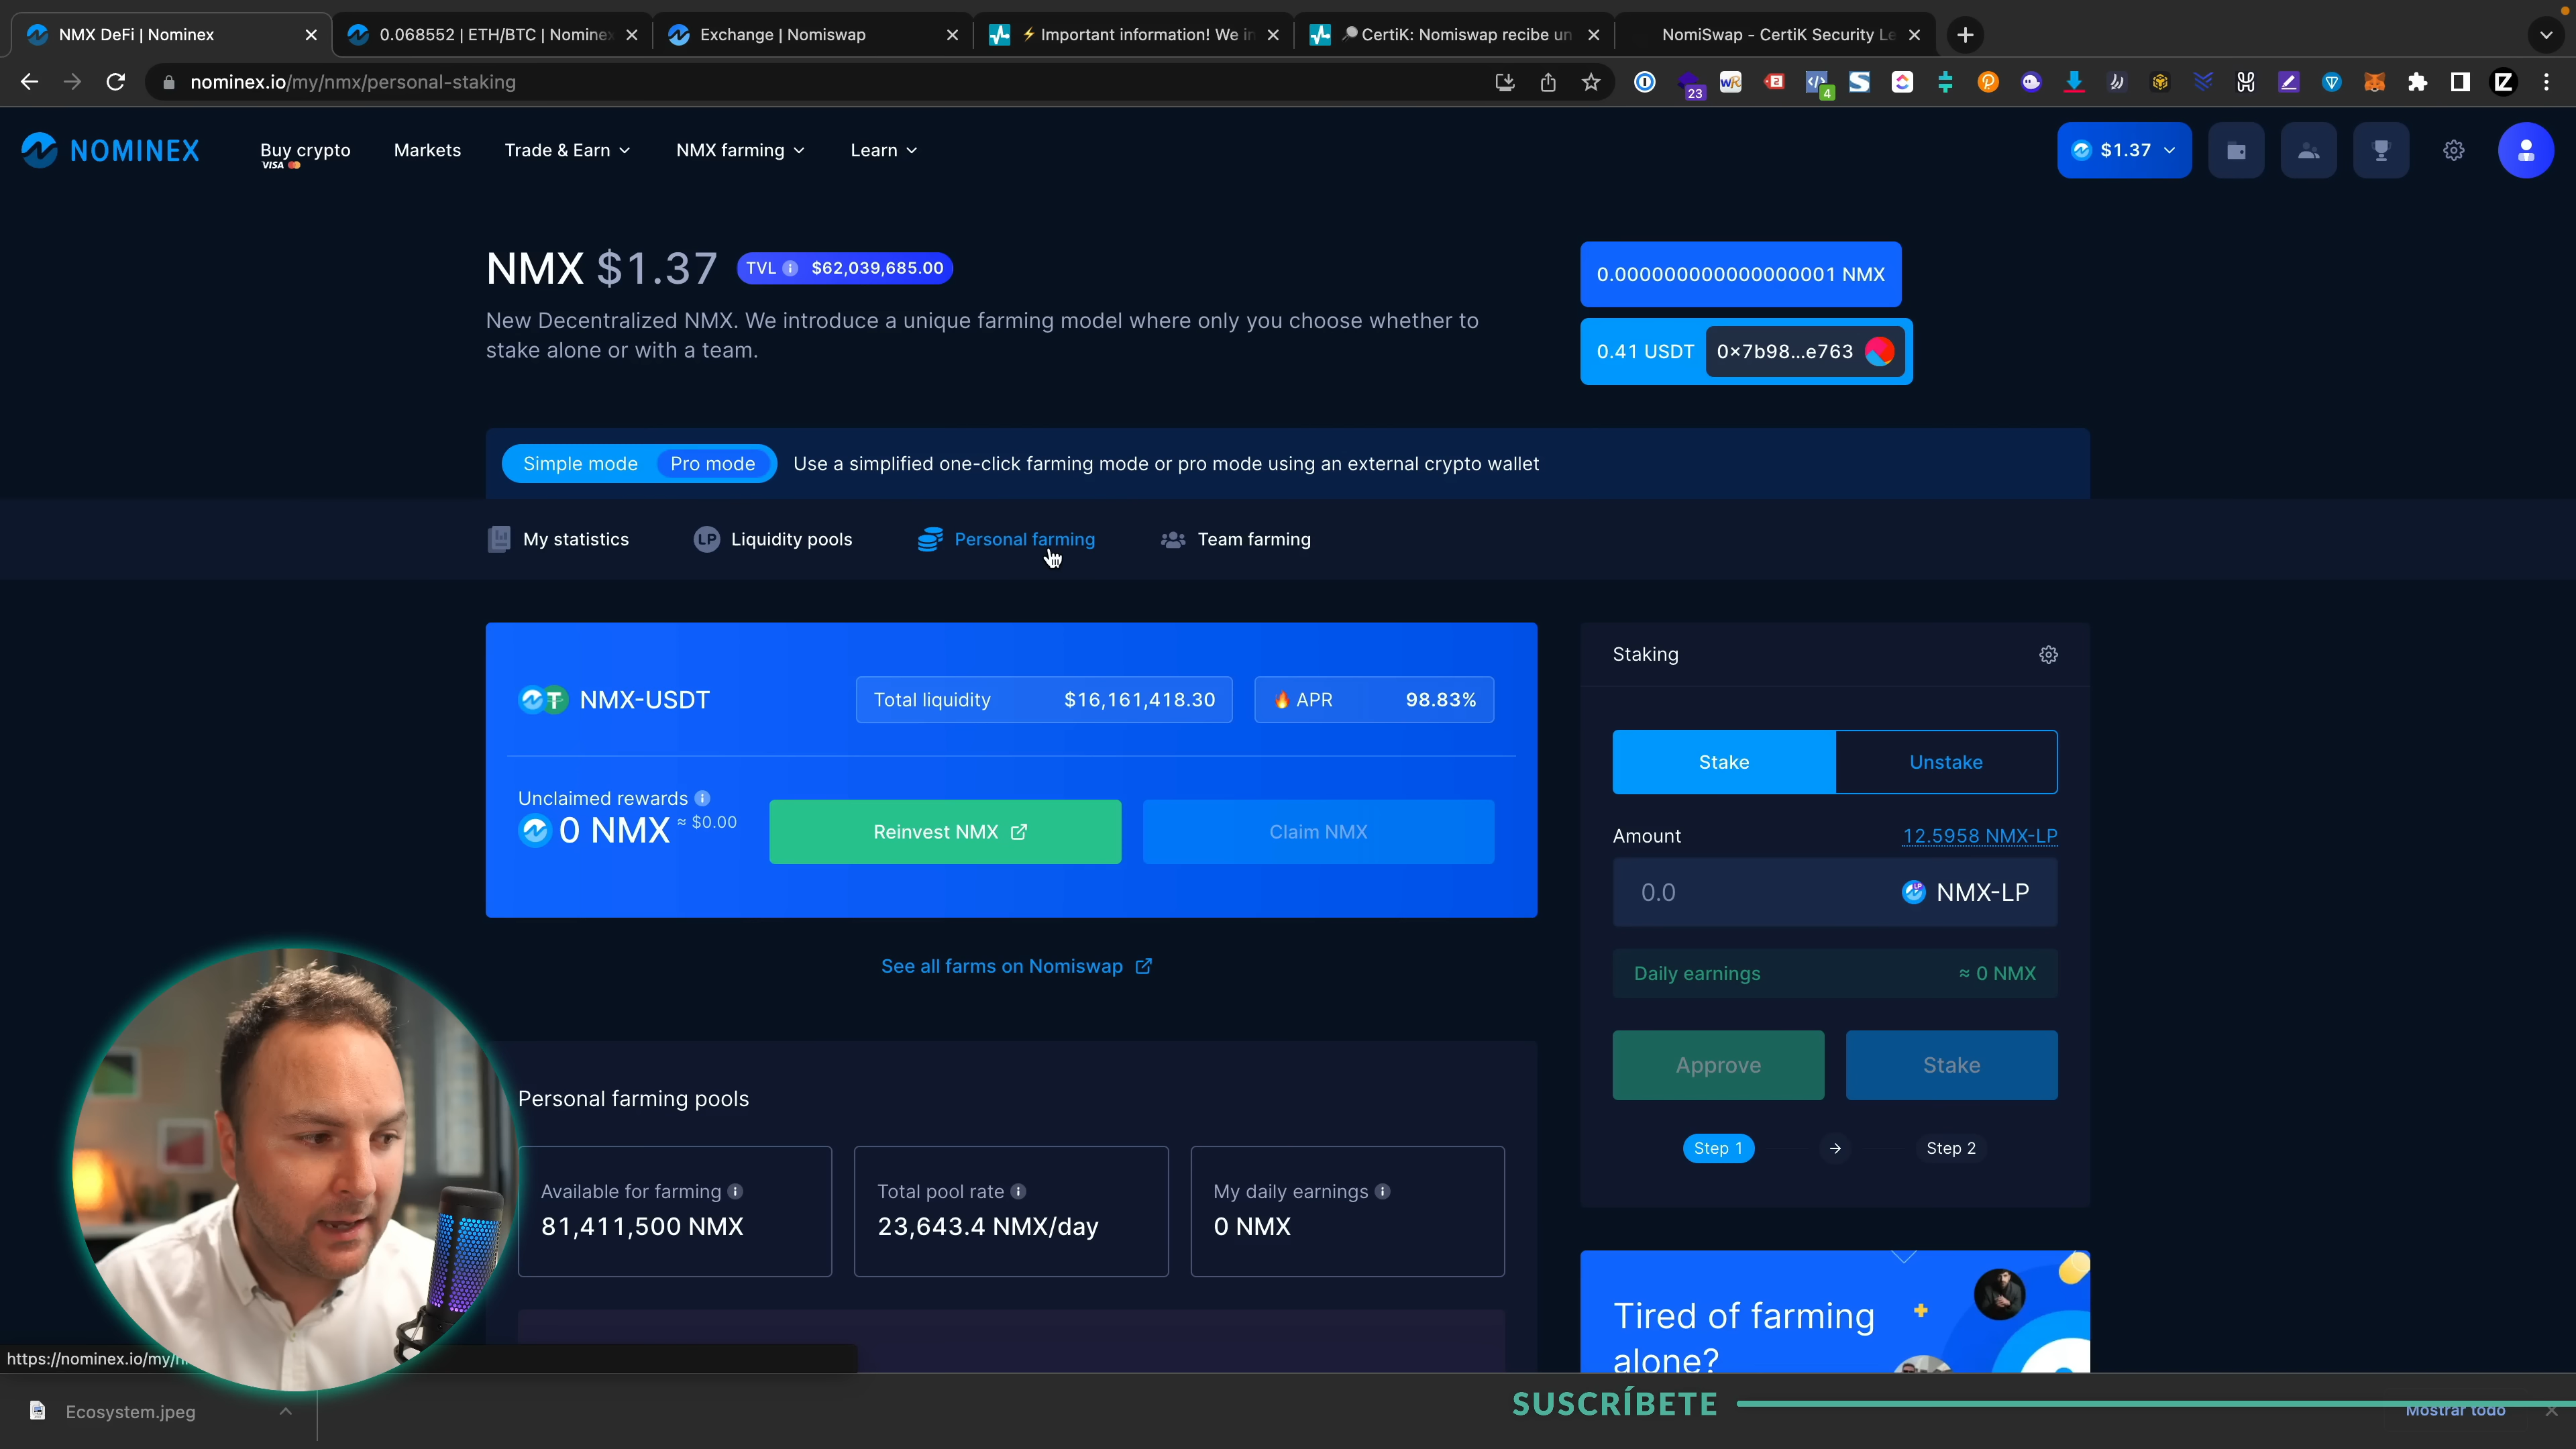 NMX DeFi | Nominex
0.068552 | ETH/BTC | Nominex
Exchange | Nomiswap
⚡ Important information! We in
🔎 CertiK: Nomiswap recibe un
NomiSwap - CertiK Security Le
nominex.io/my/nmx/personal-staking
23
4
NOMINEX
Buy crypto
VISA
Markets
Trade & Earn
NMX farming
Learn
$1.37
NMX $1.37
TVL $62,039,685.00
New Decentralized NMX. We introduce a unique farming model where only you choose whether to
stake alone or with a team.
0.000000000000000001 NMX
0.41 USDT 0x7b98...e763
Simple mode
Pro mode
Use a simplified one-click farming mode or pro mode using an external crypto wallet
My statistics
LP Liquidity pools
Personal farming
Team farming
NMX-USDT
Total liquidity $16,161,418.30
🔥 APR 98.83%
Unclaimed rewards
0 NMX ≈ $0.00
Reinvest NMX
Claim NMX
See all farms on Nomiswap
Personal farming pools
Available for farming
81,411,500 NMX
Total pool rate
23,643.4 NMX/day
My daily earnings
0 NMX
Staking
Stake
Unstake
Amount
12.5958 NMX-LP
0.0
NMX-LP
Daily earnings
≈ 0 NMX
Approve
Stake
Step 1
→
Step 2
Tired of farming
alone?
https://nominex.io/my/
Ecosystem.jpeg
SUSCRÍBETE
Mostrar todo